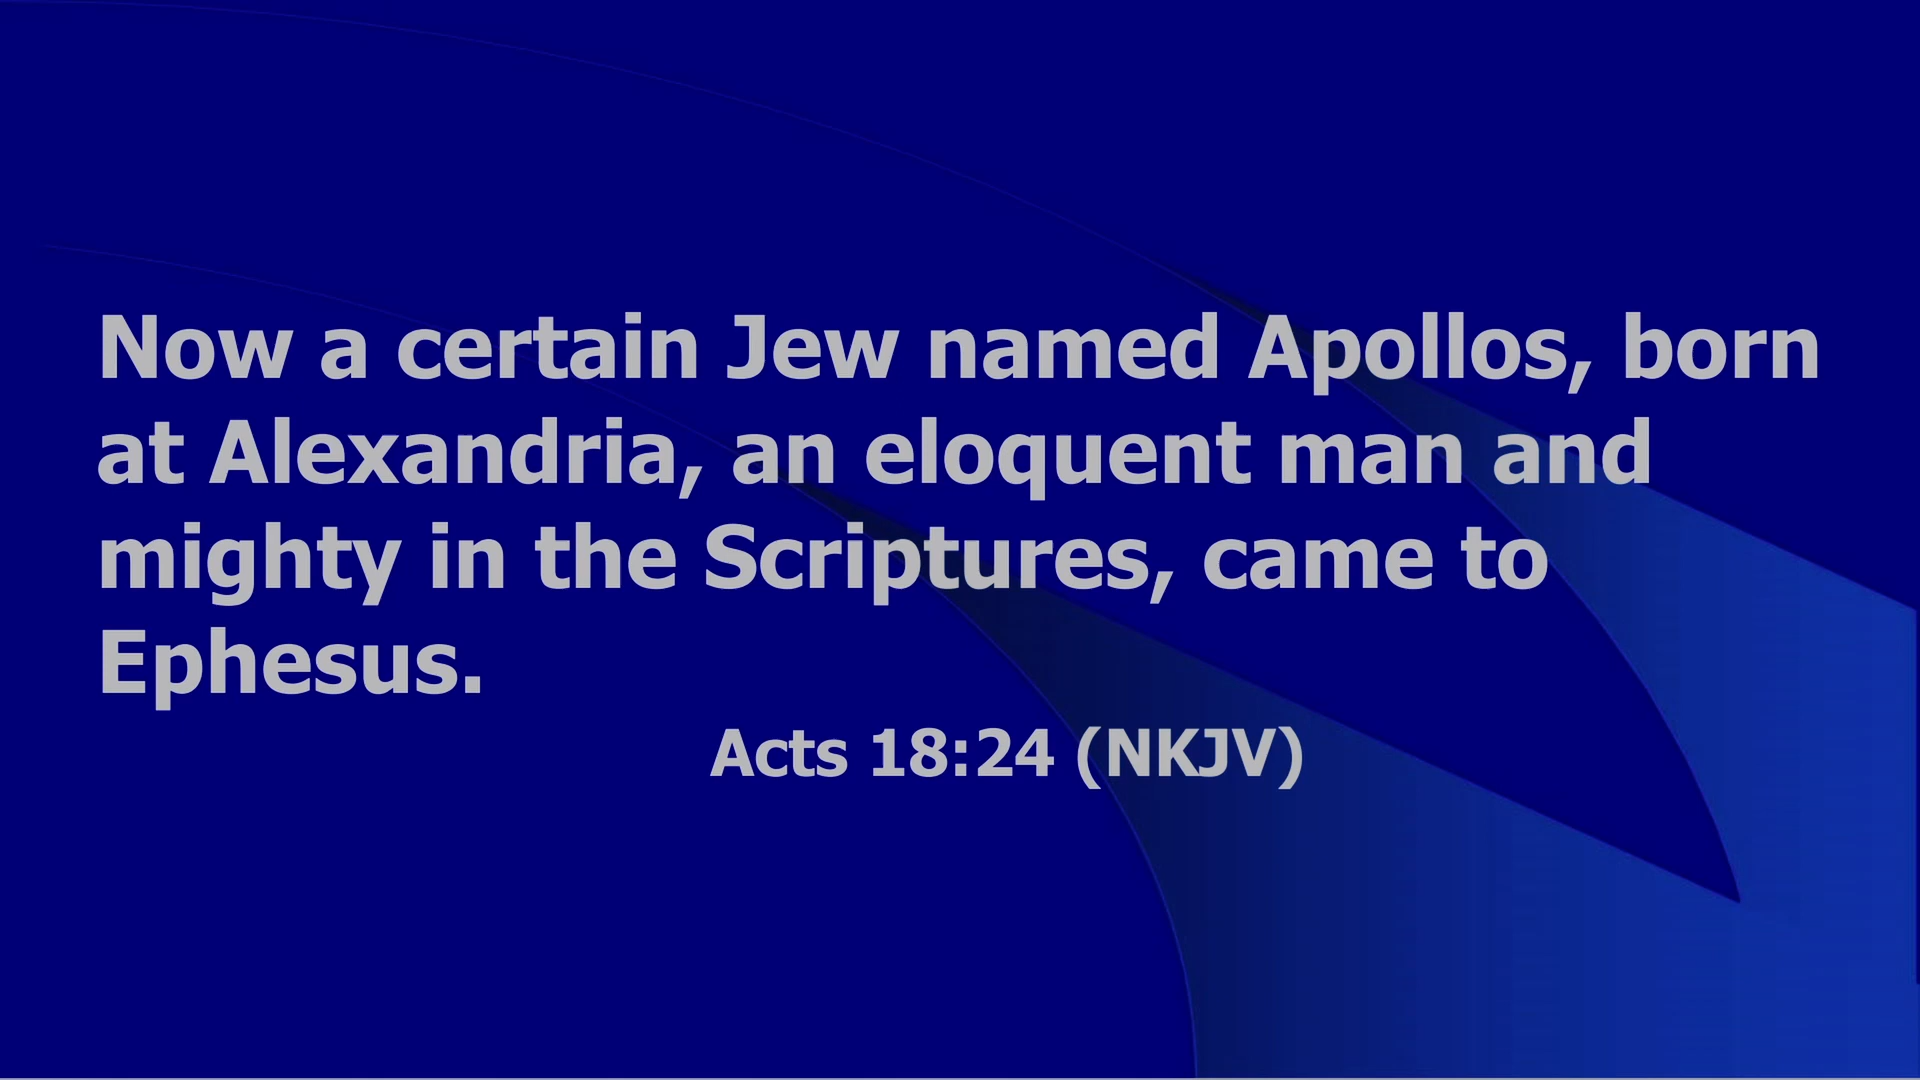 Now a certain Jew named Apollos, born
at Alexandria, an eloquent man and
mighty in the Scriptures, came to
Ephesus.
Acts 18:24 (NKJV)